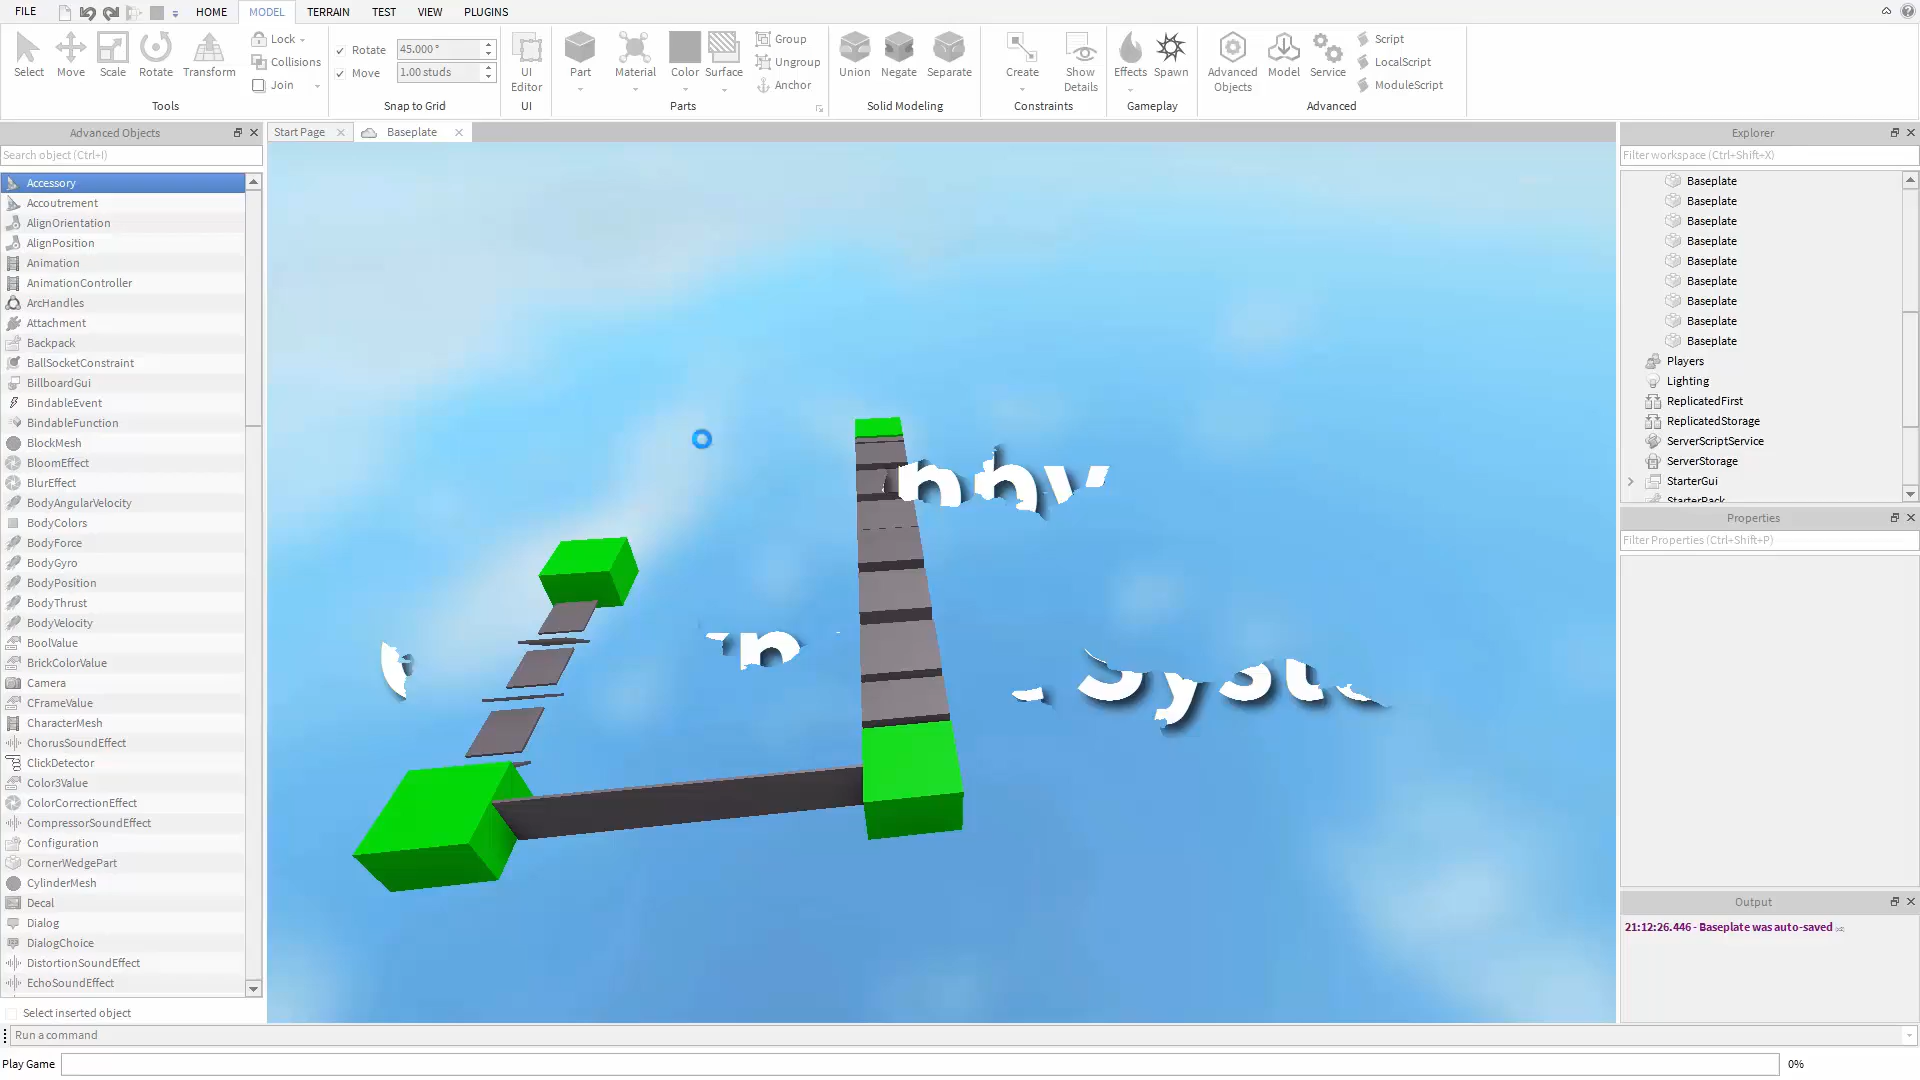 FILE HOME MODEL TERRAIN TEST VIEW PLUGINS
Select Move Scale Rotate Transform
Lock
Collisions
Join
Tools
Rotate 45.000 °
Move 1.00 studs
Snap to Grid
UI Editor
UI
Part Material Color Surface
Group
Ungroup
Anchor
Parts
Union Negate Separate
Solid Modeling
Create Show Details
Constraints
Effects Spawn
Gameplay
Advanced Objects Model Service
Script
LocalScript
ModuleScript
Advanced
Advanced Objects
Search object (Ctrl+I)
Accessory
Accoutrement
AlignOrientation
AlignPosition
Animation
AnimationController
ArcHandles
Attachment
Backpack
BallSocketConstraint
BillboardGui
BindableEvent
BindableFunction
BlockMesh
BloomEffect
BlurEffect
BodyAngularVelocity
BodyColors
BodyForce
BodyGyro
BodyPosition
BodyThrust
BodyVelocity
BoolValue
BrickColorValue
Camera
CFrameValue
CharacterMesh
ChorusSoundEffect
ClickDetector
Color3Value
ColorCorrectionEffect
CompressorSoundEffect
Configuration
CornerWedgePart
CylinderMesh
Decal
Dialog
DialogChoice
DistortionSoundEffect
EchoSoundEffect
Select inserted object
Start Page
Baseplate
Explorer
Filter workspace (Ctrl+Shift+X)
Baseplate
Baseplate
Baseplate
Baseplate
Baseplate
Baseplate
Baseplate
Baseplate
Baseplate
Players
Lighting
ReplicatedFirst
ReplicatedStorage
ServerScriptService
ServerStorage
StarterGui
StarterPack
Properties
Filter Properties (Ctrl+Shift+P)
Output
21:12:26.446 - Baseplate was auto-saved
Run a command
Play Game 0%